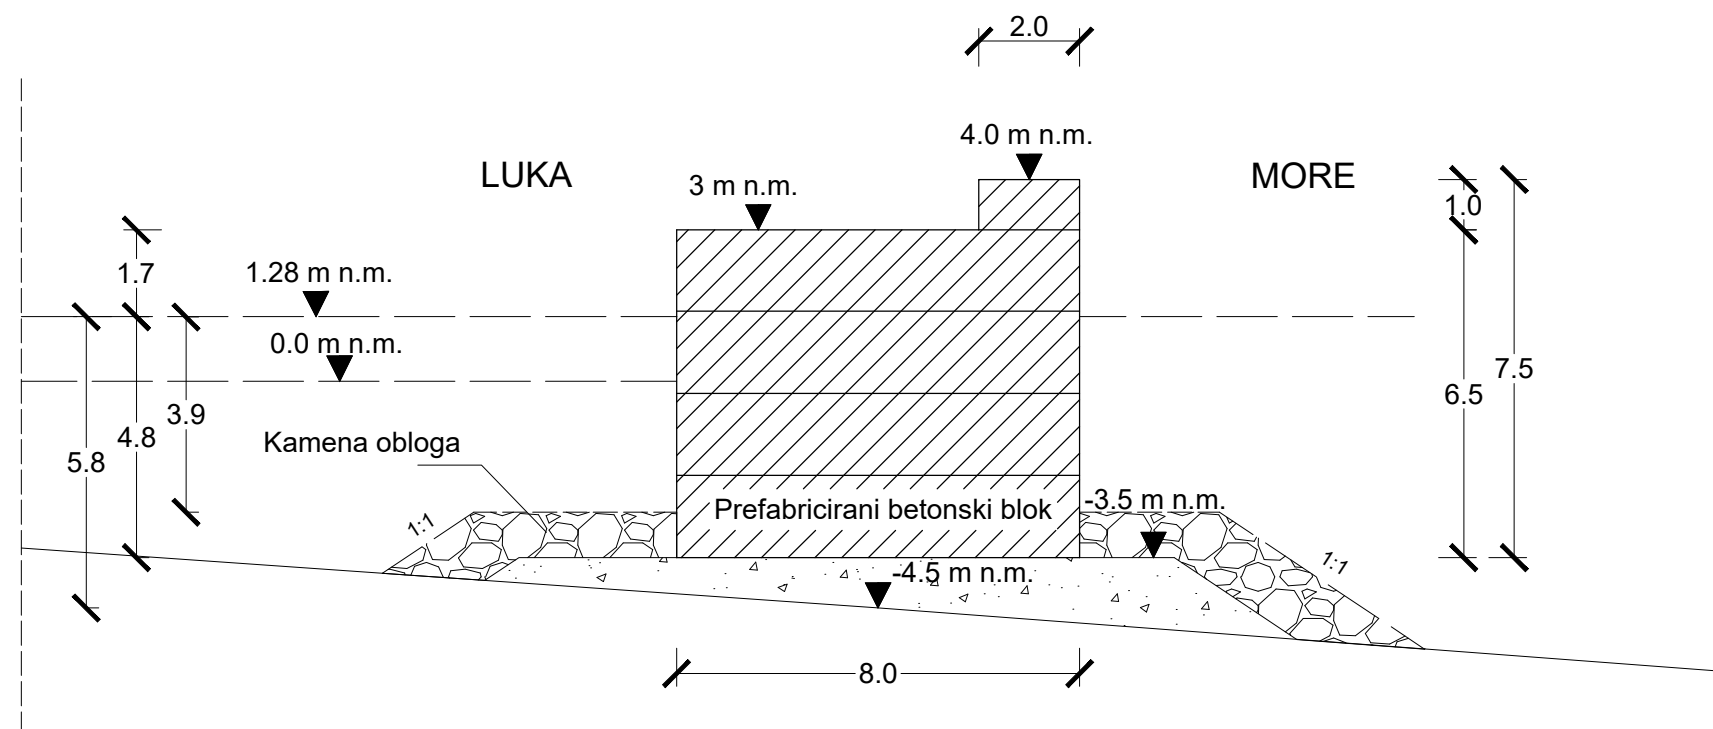 2.0
4.0 m n.m.
LUKA
MORE
3 m n.m.
1.0
1.7
1.28 m n.m.
0.0 m n.m.
7.5
6.5
3.9
4.8
5.8
Kamena obloga
Prefabricirani betonski blok
-3.5 m n.m.
1:1
1:1
-4.5 m n.m.
8.0